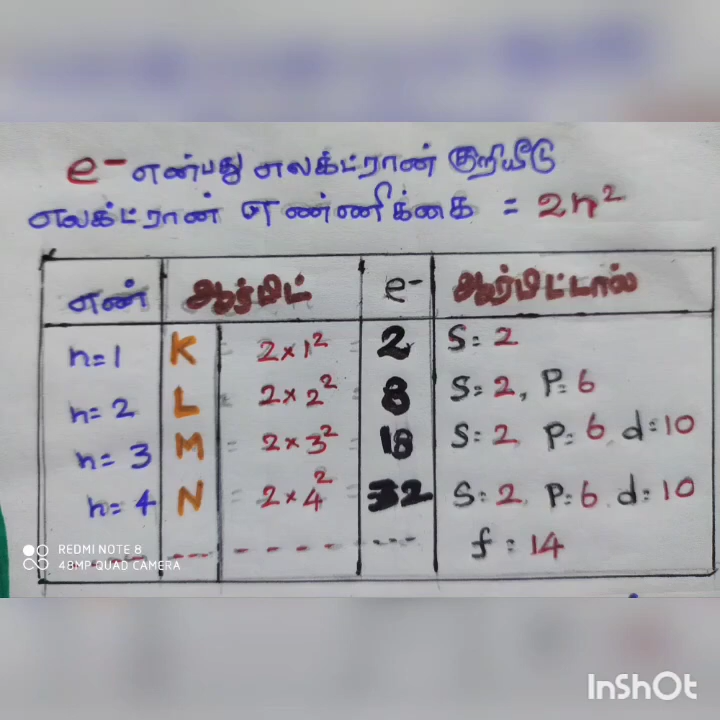 e- என்பது எலக்ட்ரான் குறியீடு
எலக்ட்ரான் எண்ணிக்கை = 2n²
எண் ஆர்பிட் e- ஆர்பிட்டால்
n=1 K = 2×1² = 2 S=2
n=2 L = 2×2² 8 S=2, P=6
n=3 M = 2×3² = 18 S=2 P=6 d=10
n=4 N = 2×4² = 32 S=2 P=6 d=10
f=14
REDMI NOTE 8
48MP QUAD CAMERA
InShOt